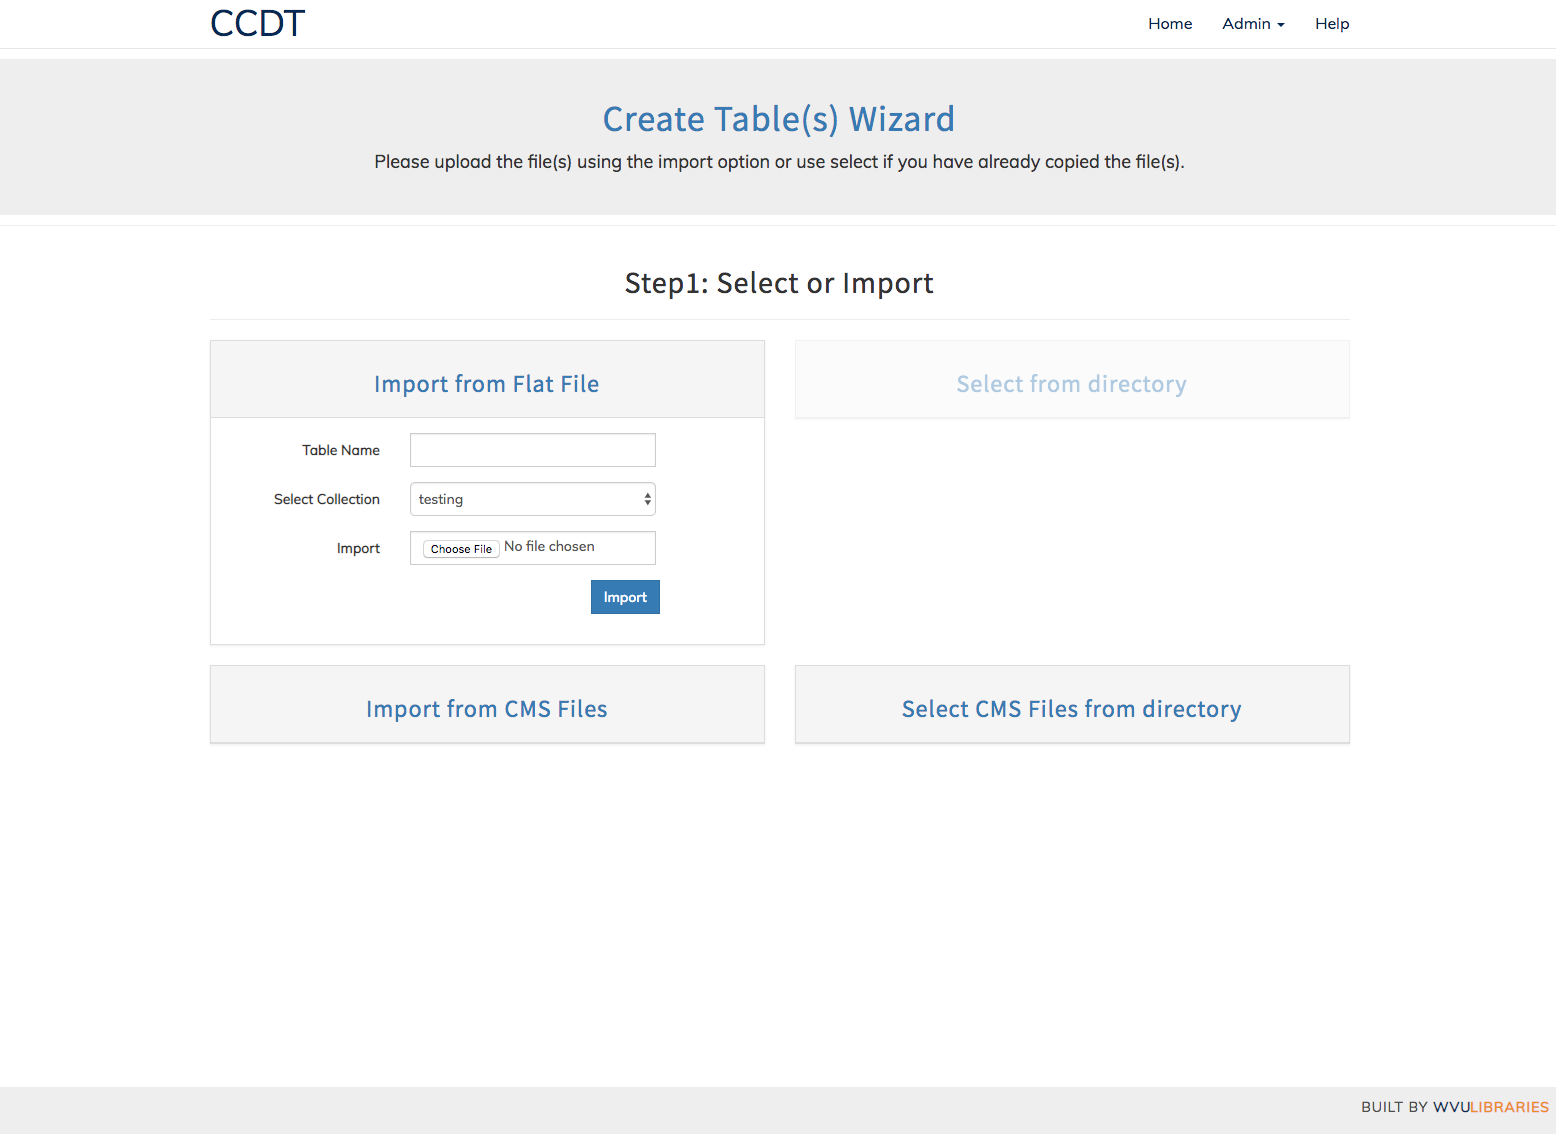 CCDT
Home Admin Help
Create Table(s) Wizard
Please upload the file(s) using the import option or use select if you have already copied the file(s).
Step1: Select or Import
Import from Flat File
Select from directory
Table Name
Select Collection testing
Import Choose File No file chosen
Import
Import from CMS Files
Select CMS Files from directory
BUILT BY WVULIBRARIES